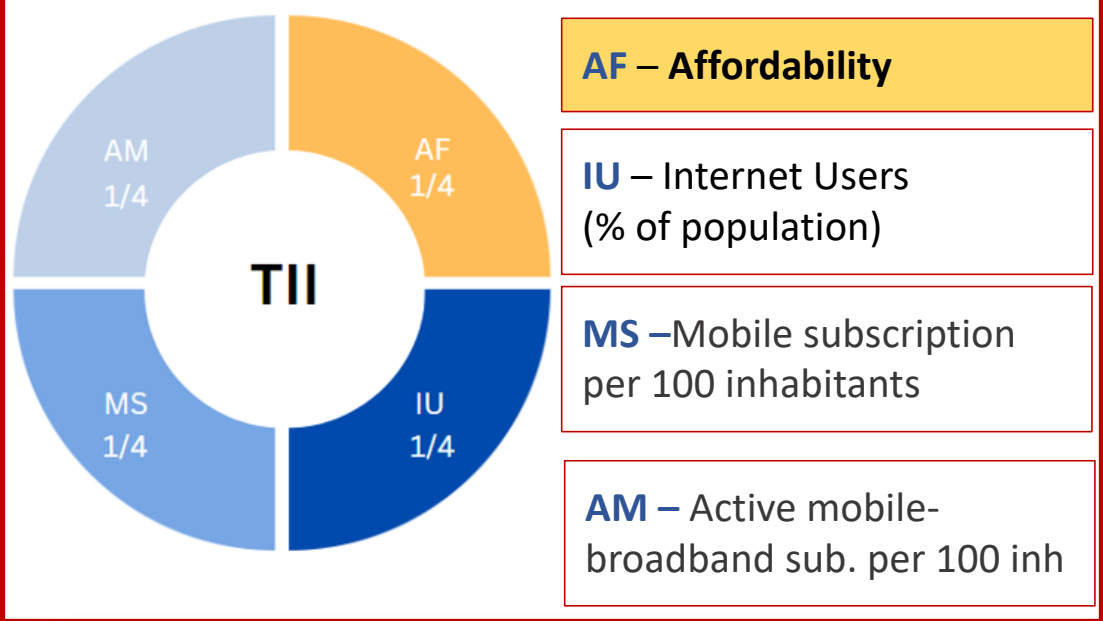 AM
1/4
AF
1/4
TII
MS
1/4
IU
1/4
AF – Affordability
IU – Internet Users
(% of population)
MS –Mobile subscription
per 100 inhabitants
AM – Active mobile-
broadband sub. per 100 inh